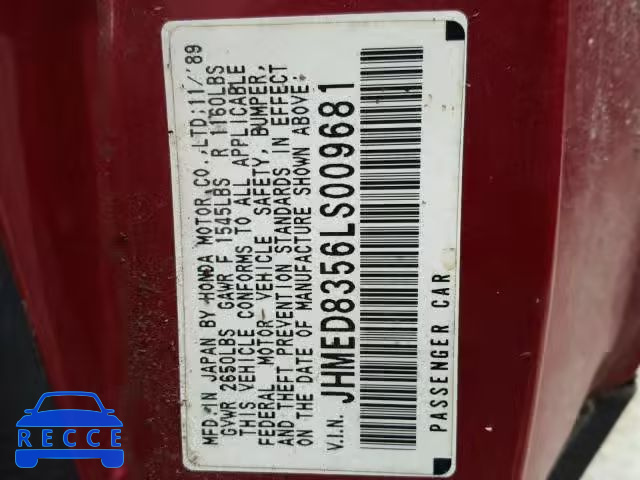 MFD. IN JAPAN BY HONDA MOTOR CO., LTD; 11/'89
GVWR 2650LBS GAWR F 1545LBS R 1160LBS
THIS VEHICLE CONFORMS TO ALL APPLICABLE
FEDERAL MOTOR VEHICLE SAFETY, BUMPER,
AND THEFT PREVENTION STANDARDS IN EFFECT
ON THE DATE OF MANUFACTURE SHOWN ABOVE;
V.I.N. JHMED8356LS009681
PASSENGER CAR
SEE CARS